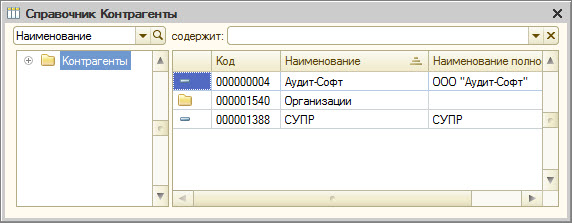 Справочник Контрагенты
Наименование содержит:
Контрагенты
Код Наименование Наименование полно
000000004 Аудит-Софт ООО "Аудит-Софт"
000001540 Организации
000001388 СУПР СУПР